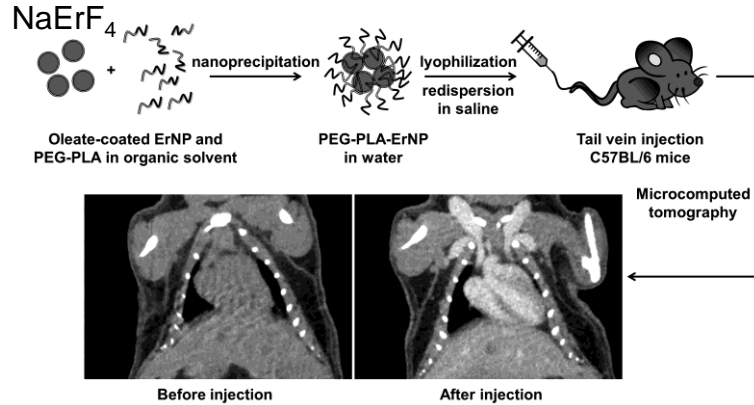 NaErF4
+
nanoprecipitation
lyophilization
redispersion
in saline
Oleate-coated ErNP and
PEG-PLA in organic solvent
PEG-PLA-ErNP
in water
Tail vein injection
C57BL/6 mice
Microcomputed
tomography
Before injection
After injection